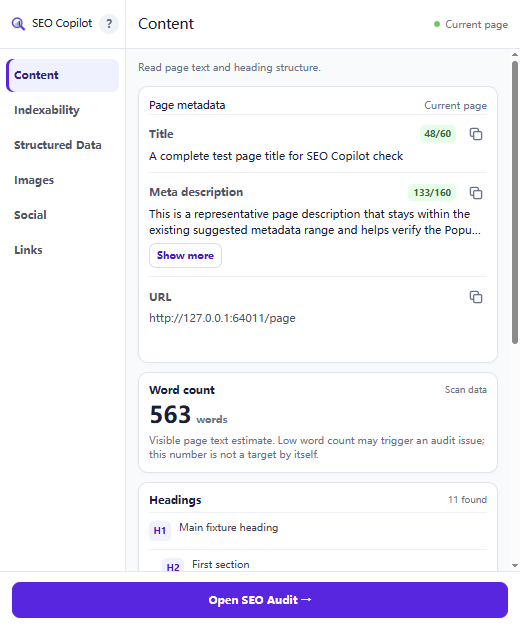 SEO Copilot
?
Content
Current page
Content
Indexability
Structured Data
Images
Social
Links
Read page text and heading structure.
Page metadata
Current page
Title
48/60
A complete test page title for SEO Copilot check
Meta description
133/160
This is a representative page description that stays within the
existing suggested metadata range and helps verify the Popu...
Show more
URL
http://127.0.0.1:64011/page
Word count
Scan data
563 words
Visible page text estimate. Low word count may trigger an audit issue;
this number is not a target by itself.
Headings
11 found
H1 Main fixture heading
H2 First section
Open SEO Audit →